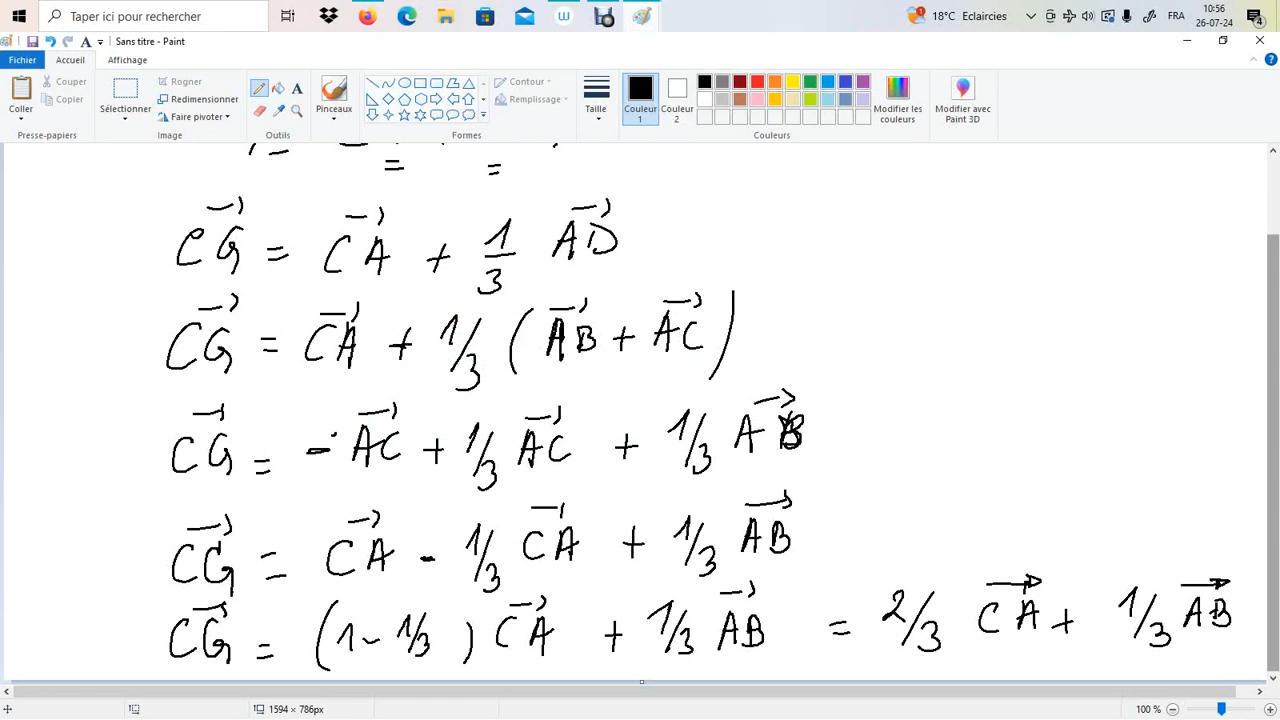 Taper ici pour rechercher
18°C Eclaircies
FRA
10:56
26-07-24
4
Sans titre - Paint
Fichier Accueil Affichage
Coller
Couper
Copier
Presse-papiers
Sélectionner
Rogner
Redimensionner
Faire pivoter
Image
A
Outils
Pinceaux
Contour
Remplissage
Formes
Taille
Couleur 1
Couleur 2
Modifier les couleurs
Couleurs
Modifier avec Paint 3D
CG = CA + 1/3 AD
CG = CA + 1/3 (AB + AC)
CG = - AC + 1/3 AC + 1/3 AB
CG = CA - 1/3 CA + 1/3 AB
CG = (1 - 1/3) CA + 1/3 AB = 2/3 CA + 1/3 AB
1594 × 786px
100 %